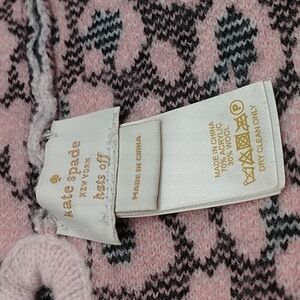 kate spade
NEW YORK
hats off
MADE IN CHINA
MADE IN CHINA
70% ACRYLIC
30% WOOL
P
DRY CLEAN ONLY